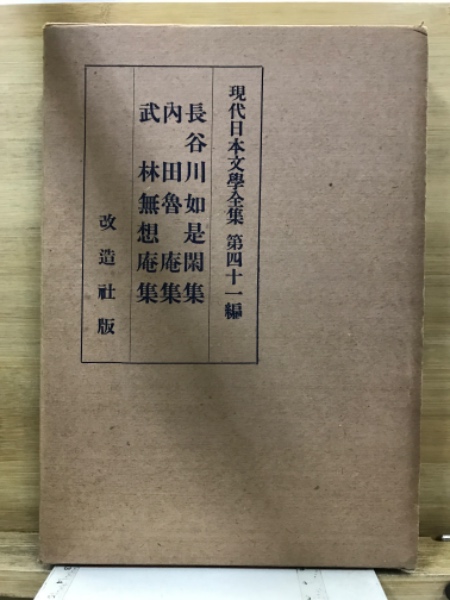 現代日本文學全集 第四十一編
長谷川如是閑集
內田魯庵集
武林無想庵集
改造社版